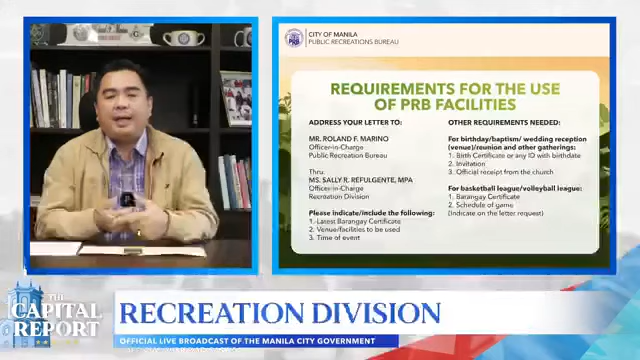 THE
CAPITAL
REPORT
PRB
CITY OF MANILA
PUBLIC RECREATIONS BUREAU
REQUIREMENTS FOR THE USE
OF PRB FACILITIES
ADDRESS YOUR LETTER TO:
MR. ROLAND F. MARINO
Officer-in-Charge
Public Recreation Bureau
Thru:
MS. SALLY R. REFULGENTE, MPA
Officer-in-Charge
Recreation Division
Please indicate/include the following:
1. Latest Barangay Certificate
2. Venue/facilities to be used
3. Time of event
OTHER REQUIREMENTS NEEDED:
For birthday/baptism/ wedding reception
(venue)/reunion and other gatherings:
1. Birth Certificate or any ID with birthdate
2. Invitation
3. Official receipt from the church
For basketball league/volleyball league:
1. Barangay Certificate
2. Schedule of game
(Indicate on the letter request)
THE
CAPITAL
REPORT
RECREATION DIVISION
OFFICIAL LIVE BROADCAST OF THE MANILA CITY GOVERNMENT